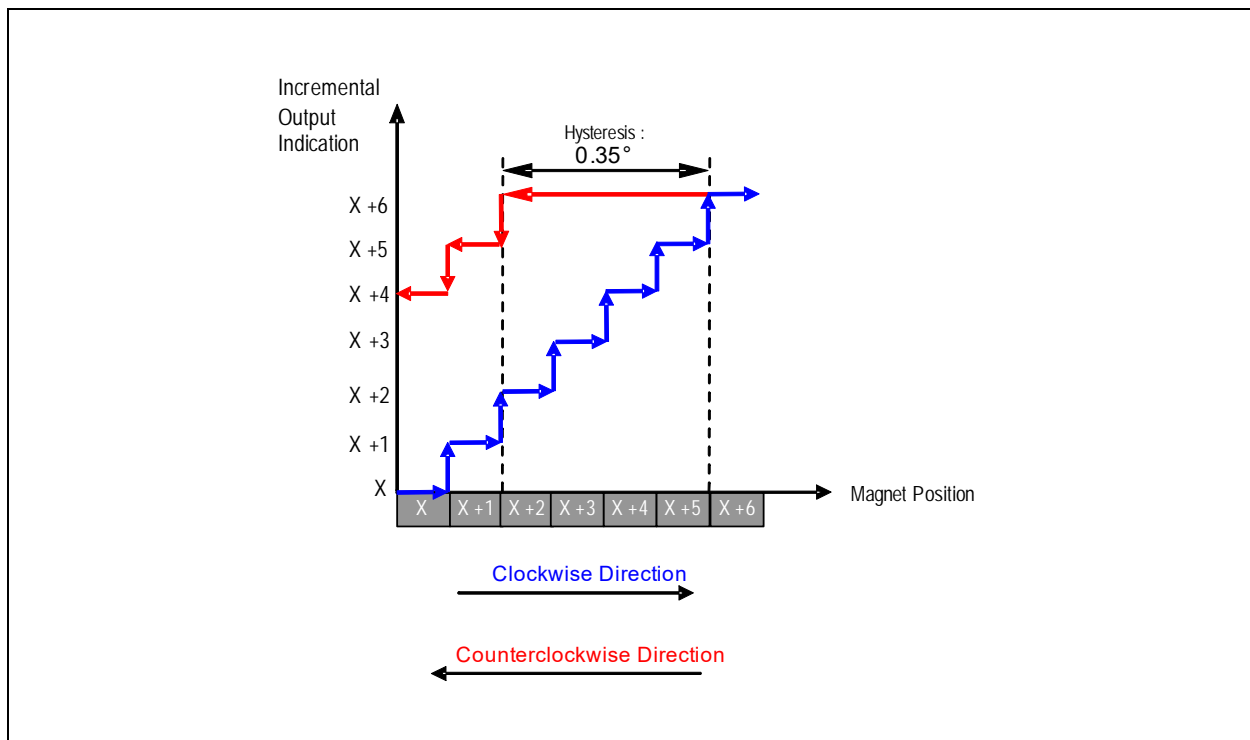 Incremental
Output
Indication
Hysteresis :
0.35°
X +6
X +5
X +4
X +3
X +2
X +1
X
X
X +1
X +2
X +3
X +4
X +5
X +6
Magnet Position
Clockwise Direction
Counterclockwise Direction